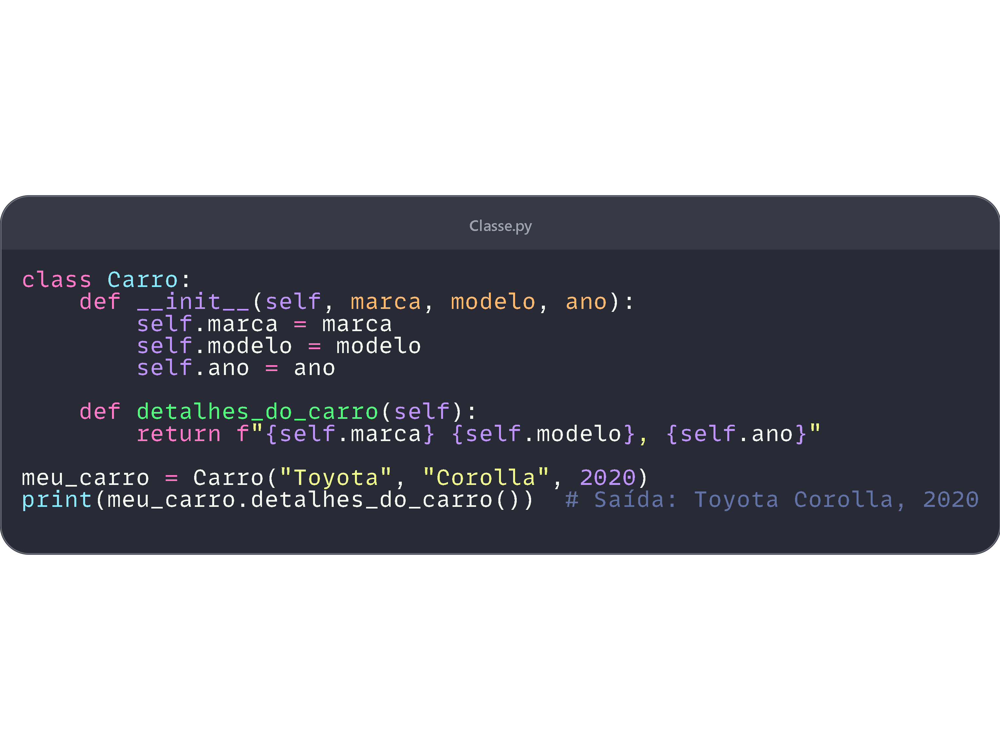 Classe.py
class Carro:
    def __init__(self, marca, modelo, ano):
        self.marca = marca
        self.modelo = modelo
        self.ano = ano
    def detalhes_do_carro(self):
        return f"{self.marca} {self.modelo}, {self.ano}"
meu_carro = Carro("Toyota", "Corolla", 2020)
print(meu_carro.detalhes_do_carro())  # Saída: Toyota Corolla, 2020